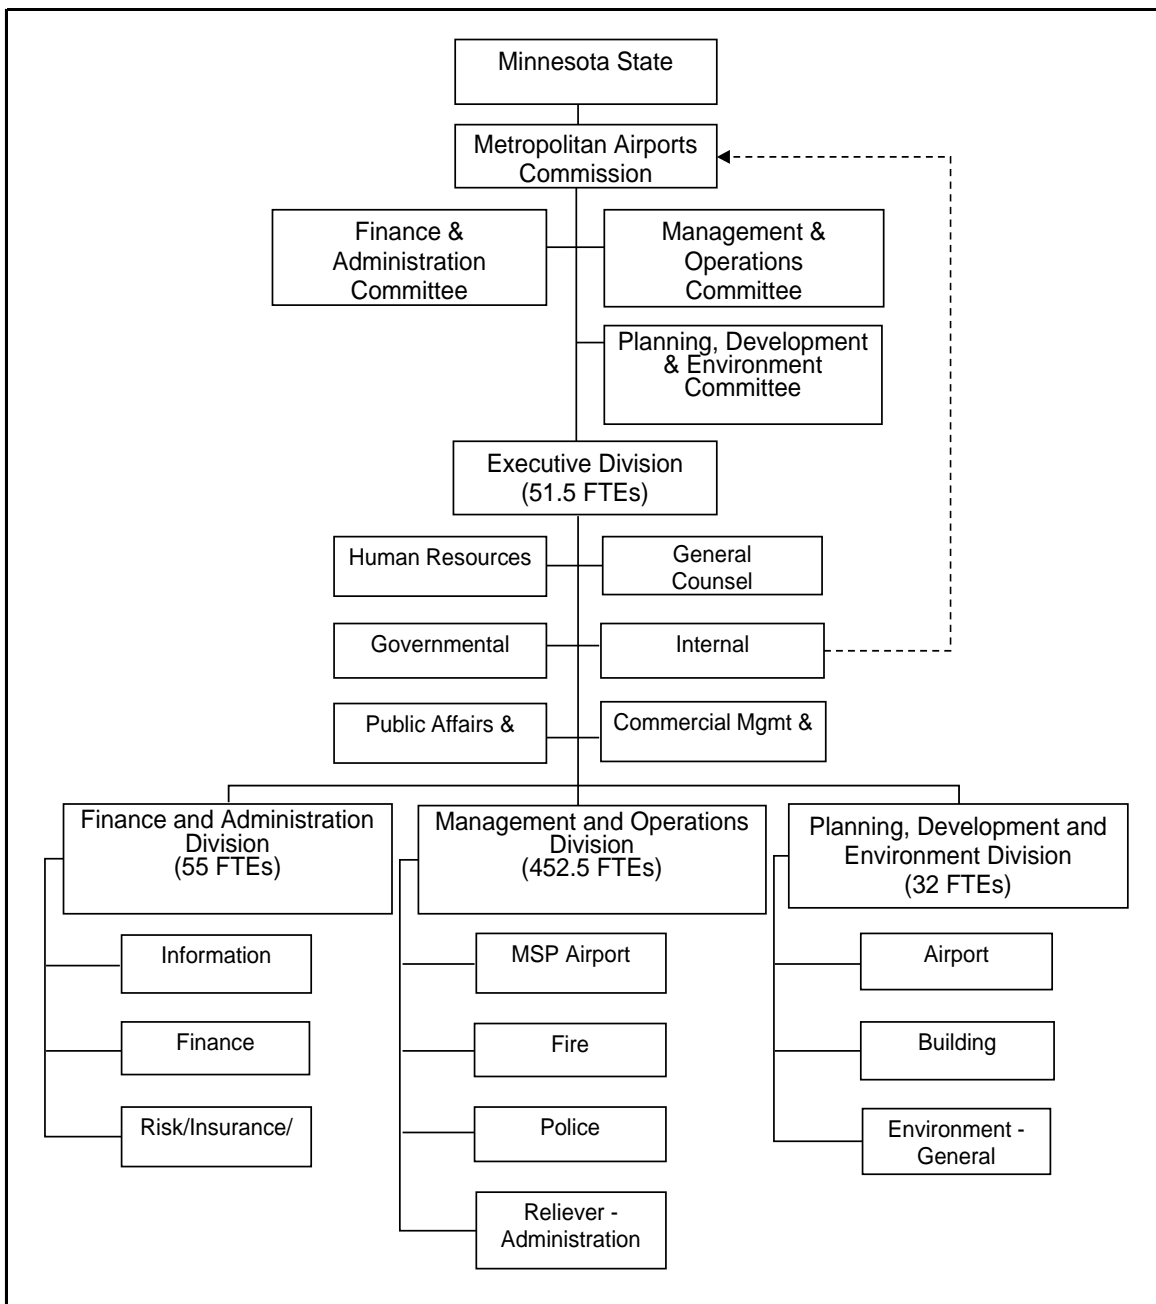 Minnesota State
Metropolitan Airports
Commission
Finance &
Administration
Committee
Management &
Operations
Committee
Planning, Development
& Environment
Committee
Executive Division
(51.5 FTEs)
Human Resources
General
Counsel
Governmental
Internal
Public Affairs &
Commercial Mgmt &
Finance and Administration
Division
(55 FTEs)
Management and Operations
Division
(452.5 FTEs)
Planning, Development and
Environment Division
(32 FTEs)
Information
Finance
Risk/Insurance/
MSP Airport
Fire
Police
Reliever -
Administration
Airport
Building
Environment -
General